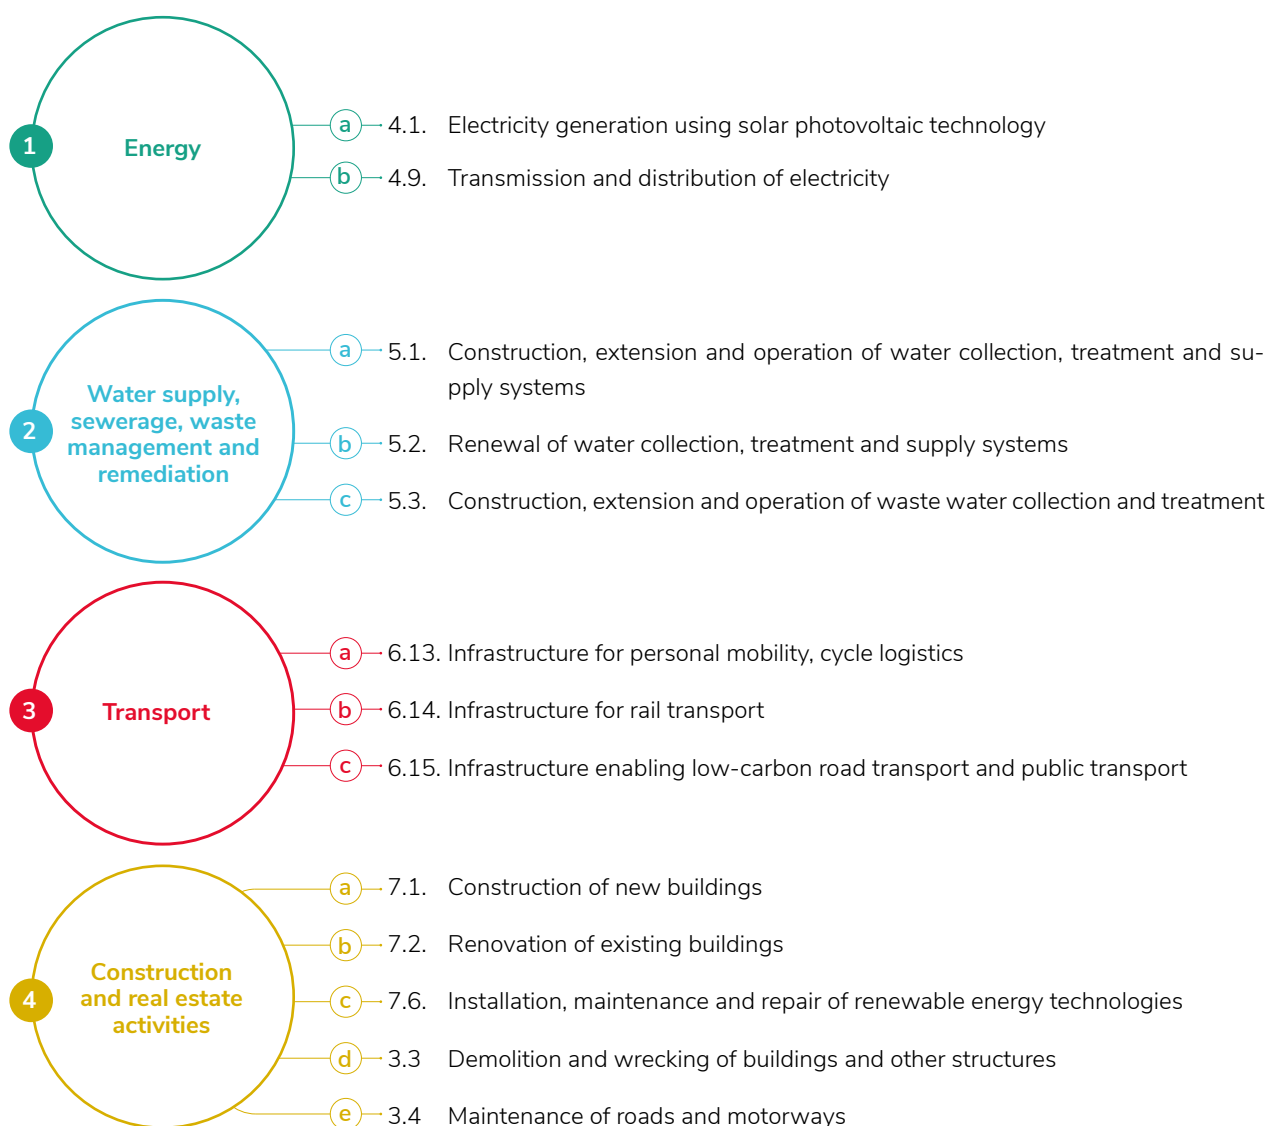 1
Energy
a 4.1. Electricity generation using solar photovoltaic technology
b 4.9. Transmission and distribution of electricity
2
Water supply,
sewerage, waste
management and
remediation
a 5.1. Construction, extension and operation of water collection, treatment and su-
pply systems
b 5.2. Renewal of water collection, treatment and supply systems
c 5.3. Construction, extension and operation of waste water collection and treatment
3
Transport
a 6.13. Infrastructure for personal mobility, cycle logistics
b 6.14. Infrastructure for rail transport
c 6.15. Infrastructure enabling low-carbon road transport and public transport
4
Construction
and real estate
activities
a 7.1. Construction of new buildings
b 7.2. Renovation of existing buildings
c 7.6. Installation, maintenance and repair of renewable energy technologies
d 3.3 Demolition and wrecking of buildings and other structures
e 3.4 Maintenance of roads and motorways